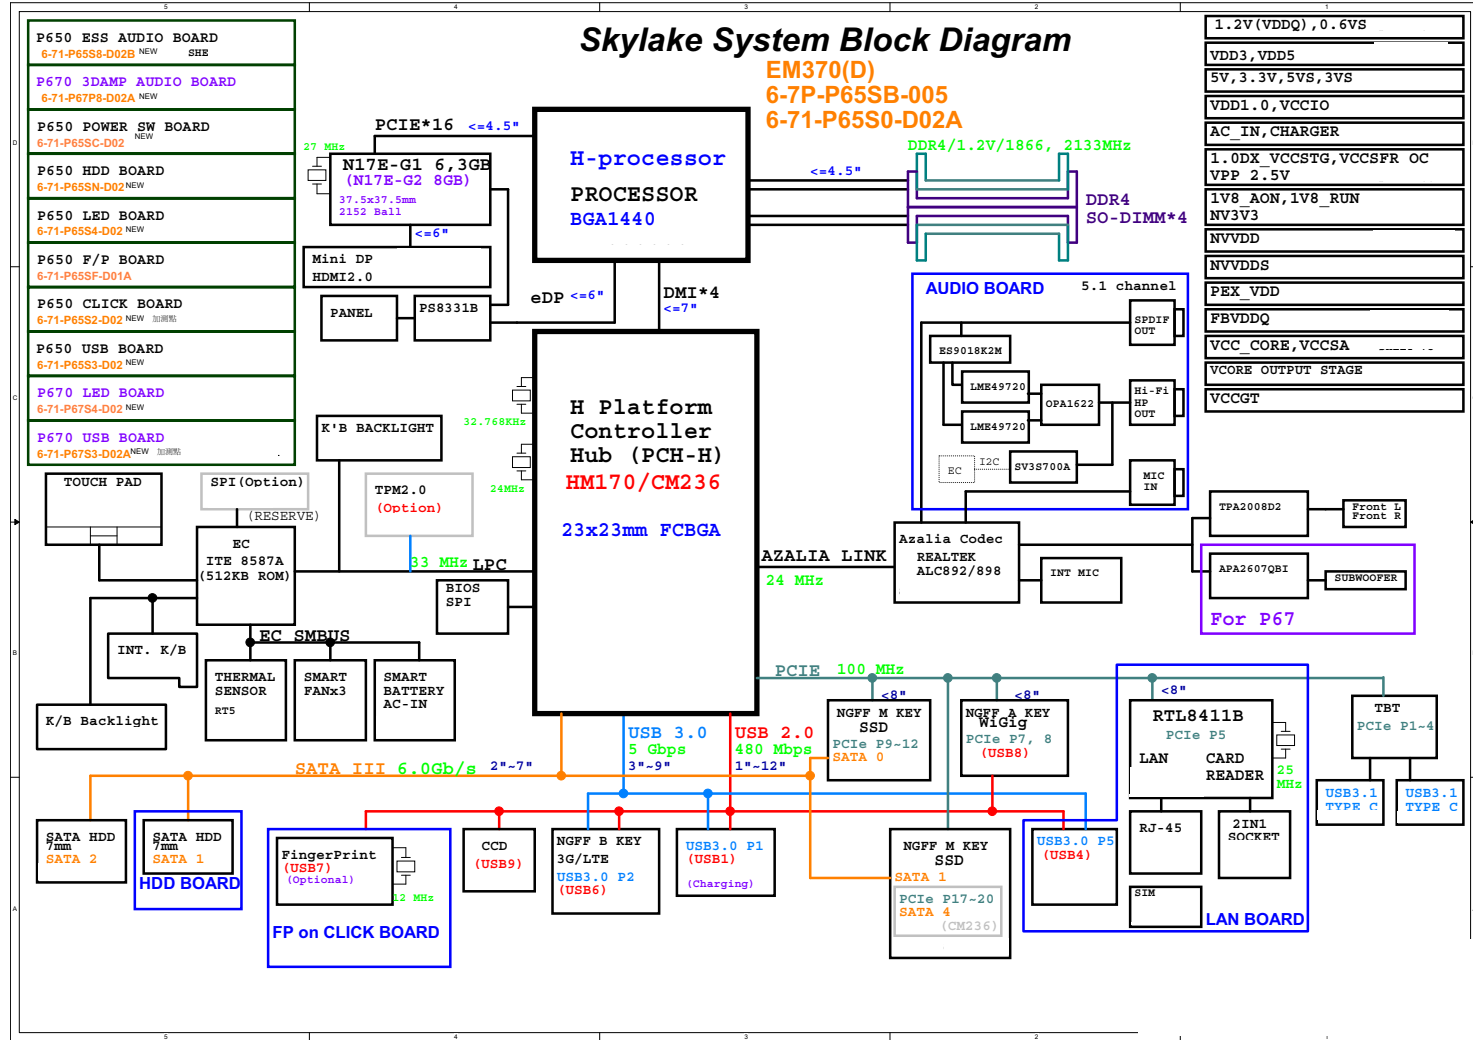 5 4 3 2 1
Skylake System Block Diagram
EM370(D)
6-7P-P65SB-005
6-71-P65S0-D02A
P650 ESS AUDIO BOARD
6-71-P65S8-D02B NEW SHE
P670 3DAMP AUDIO BOARD
6-71-P67P8-D02A NEW
P650 POWER SW BOARD
6-71-P65SC-D02 NEW
P650 HDD BOARD
6-71-P65SN-D02 NEW
P650 LED BOARD
6-71-P65S4-D02 NEW
P650 F/P BOARD
6-71-P65SF-D01A
P650 CLICK BOARD
6-71-P65S2-D02 NEW 加測點
P650 USB BOARD
6-71-P65S3-D02 NEW
P670 LED BOARD
6-71-P67S4-D02 NEW
P670 USB BOARD
6-71-P67S3-D02A NEW 加測點
1.2V(VDDQ),0.6VS
VDD3,VDD5
5V,3.3V,5VS,3VS
VDD1.0,VCCIO
AC_IN,CHARGER
1.0DX_VCCSTG,VCCSFR OC
VPP 2.5V
1V8_AON,1V8_RUN
NV3V3
NVVDD
NVVDDS
PEX_VDD
FBVDDQ
VCC_CORE,VCCSA
VCORE OUTPUT STAGE
VCCGT
PCIE*16 <=4.5"
27 MHz
N17E-G1 6,3GB
(N17E-G2 8GB)
37.5x37.5mm
2152 Ball
<=6"
Mini DP
HDMI2.0
PANEL
PS8331B
eDP <=6"
H-processor
PROCESSOR
BGA1440
DMI*4
<=7"
<=4.5"
DDR4/1.2V/1866, 2133MHz
DDR4
SO-DIMM*4
AUDIO BOARD
5.1 channel
SPDIF
OUT
ES9018K2M
LME49720
LME49720
OPA1622
Hi-Fi
HP
OUT
EC
I2C
SV3S700A
MIC
IN
H Platform
Controller
Hub (PCH-H)
HM170/CM236
23x23mm FCBGA
32.768KHz
24MHz
K'B BACKLIGHT
TOUCH PAD
SPI(Option)
(RESERVE)
TPM2.0
(Option)
EC
ITE 8587A
(512KB ROM)
33 MHz LPC
BIOS
SPI
EC SMBUS
INT. K/B
K/B Backlight
THERMAL
SENSOR
RT5
SMART
FANx3
SMART
BATTERY
AC-IN
AZALIA LINK
24 MHz
Azalia Codec
REALTEK
ALC892/898
INT MIC
TPA2008D2
Front L
Front R
APA2607QBI
SUBWOOFER
For P67
PCIE 100 MHz
<8"
<8"
<8"
NGFF M KEY
SSD
PCIe P9~12
SATA 0
NGFF A KEY
WiGig
PCIe P7, 8
(USB8)
RTL8411B
PCIe P5
LAN
CARD
READER
25
MHz
TBT
PCIe P1~4
USB3.1
TYPE C
USB3.1
TYPE C
USB 3.0
5 Gbps
3"~9"
USB 2.0
480 Mbps
1"~12"
SATA III 6.0Gb/s 2"~7"
SATA HDD
7mm
SATA 2
SATA HDD
7mm
SATA 1
HDD BOARD
FingerPrint
(USB7)
(Optional)
12 MHz
FP on CLICK BOARD
CCD
(USB9)
NGFF B KEY
3G/LTE
USB3.0 P2
(USB6)
USB3.0 P1
(USB1)
(Charging)
NGFF M KEY
SSD
SATA 1
PCIe P17~20
SATA 4
(CM236)
USB3.0 P5
(USB4)
RJ-45
2IN1
SOCKET
SIM
LAN BOARD
D
C
B
A
5 4 3 2 1